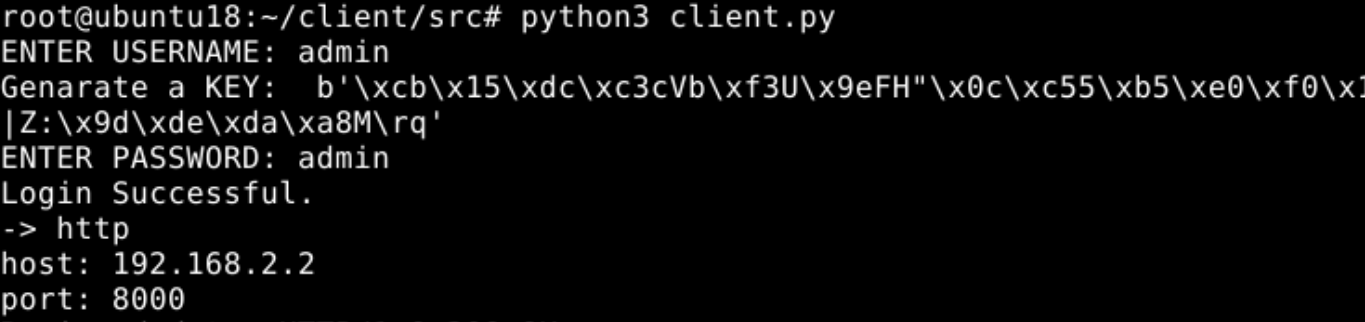 root@ubuntu18:~/client/src# python3 client.py
ENTER USERNAME: admin
Genarate a KEY:  b'\xcb\x15\xdc\xc3cVb\xf3U\x9eFH"\x0c\xc55\xb5\xe0\xf0\x1
|Z:\x9d\xde\xda\xa8M\rq'
ENTER PASSWORD: admin
Login Successful.
-> http
host: 192.168.2.2
port: 8000